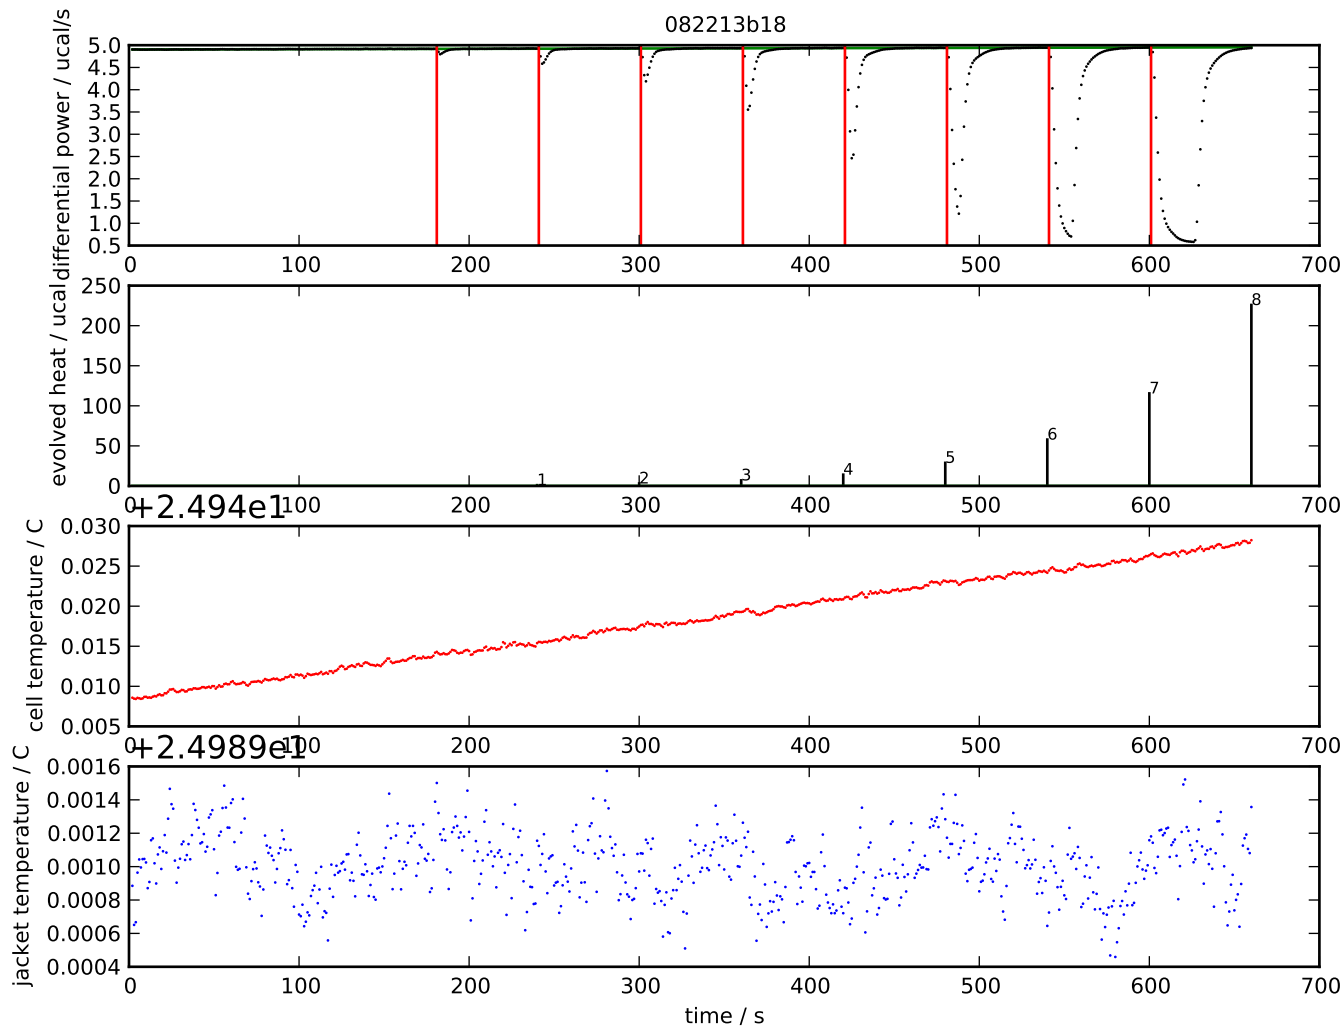 082213b18
differential power / ucal/s
5.0
4.5
4.0
3.5
3.0
2.5
2.0
1.5
1.0
0.5
0 100 200 300 400 500 600 700
evolved heat / ucal
250
200
150
100
50
0
1 2 3 4 5 6 7 8
0 100 200 300 400 500 600 700
+2.494e1
cell temperature / C
0.030
0.025
0.020
0.015
0.010
0.005
0 100 200 300 400 500 600 700
+2.4989e1
jacket temperature / C
0.0016
0.0014
0.0012
0.0010
0.0008
0.0006
0.0004
0 100 200 300 400 500 600 700
time / s